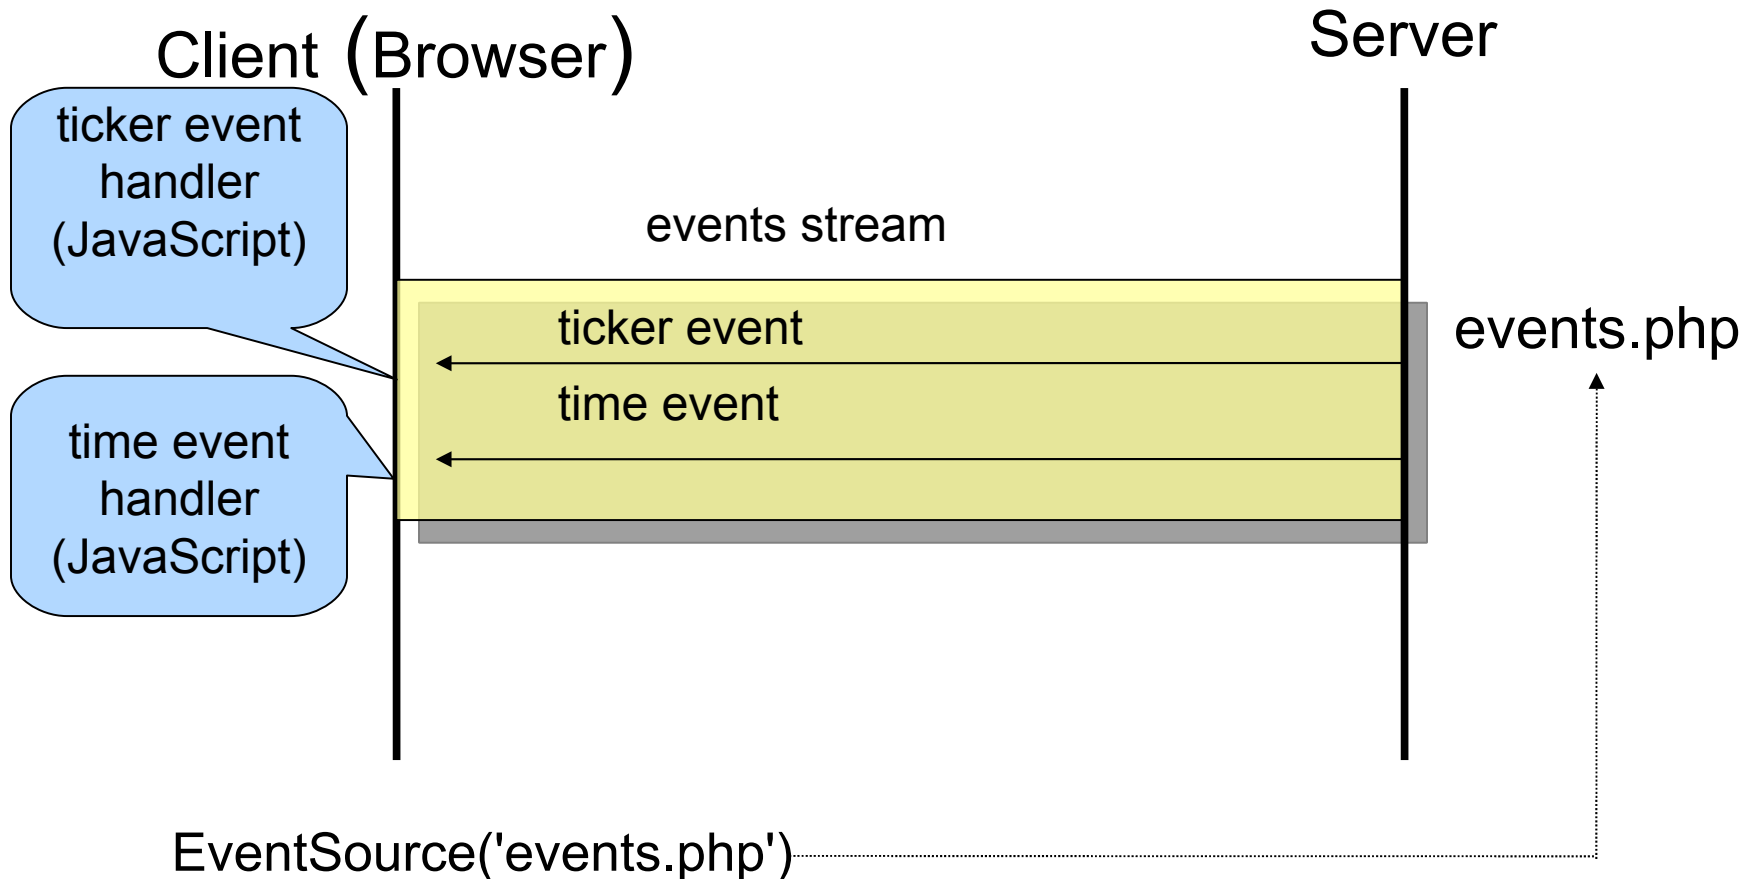 Client (Browser)
Server
ticker event
handler
(JavaScript)
events stream
ticker event
events.php
time event
time event
handler
(JavaScript)
EventSource('events.php')